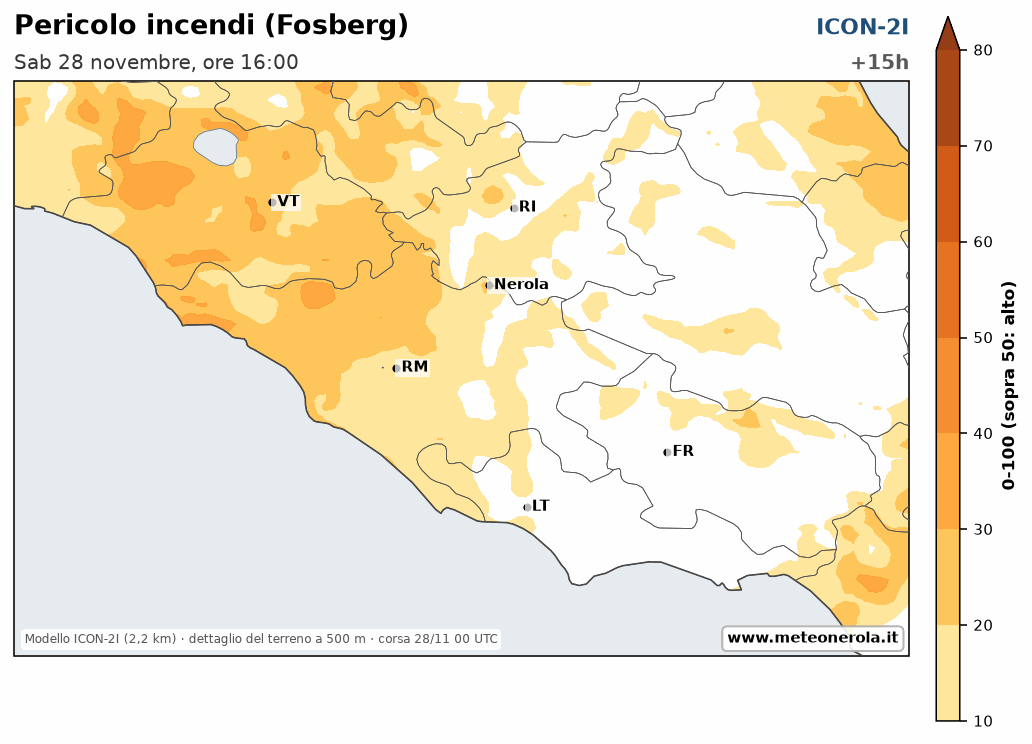 Pericolo incendi (Fosberg)
ICON-2I
Sab 28 novembre, ore 16:00
+15h
80
70
60
50
40
30
20
10
0-100 (sopra 50: alto)
VT
RI
Nerola
RM
FR
LT
Modello ICON-2I (2,2 km) · dettaglio del terreno a 500 m · corsa 28/11 00 UTC
www.meteonerola.it